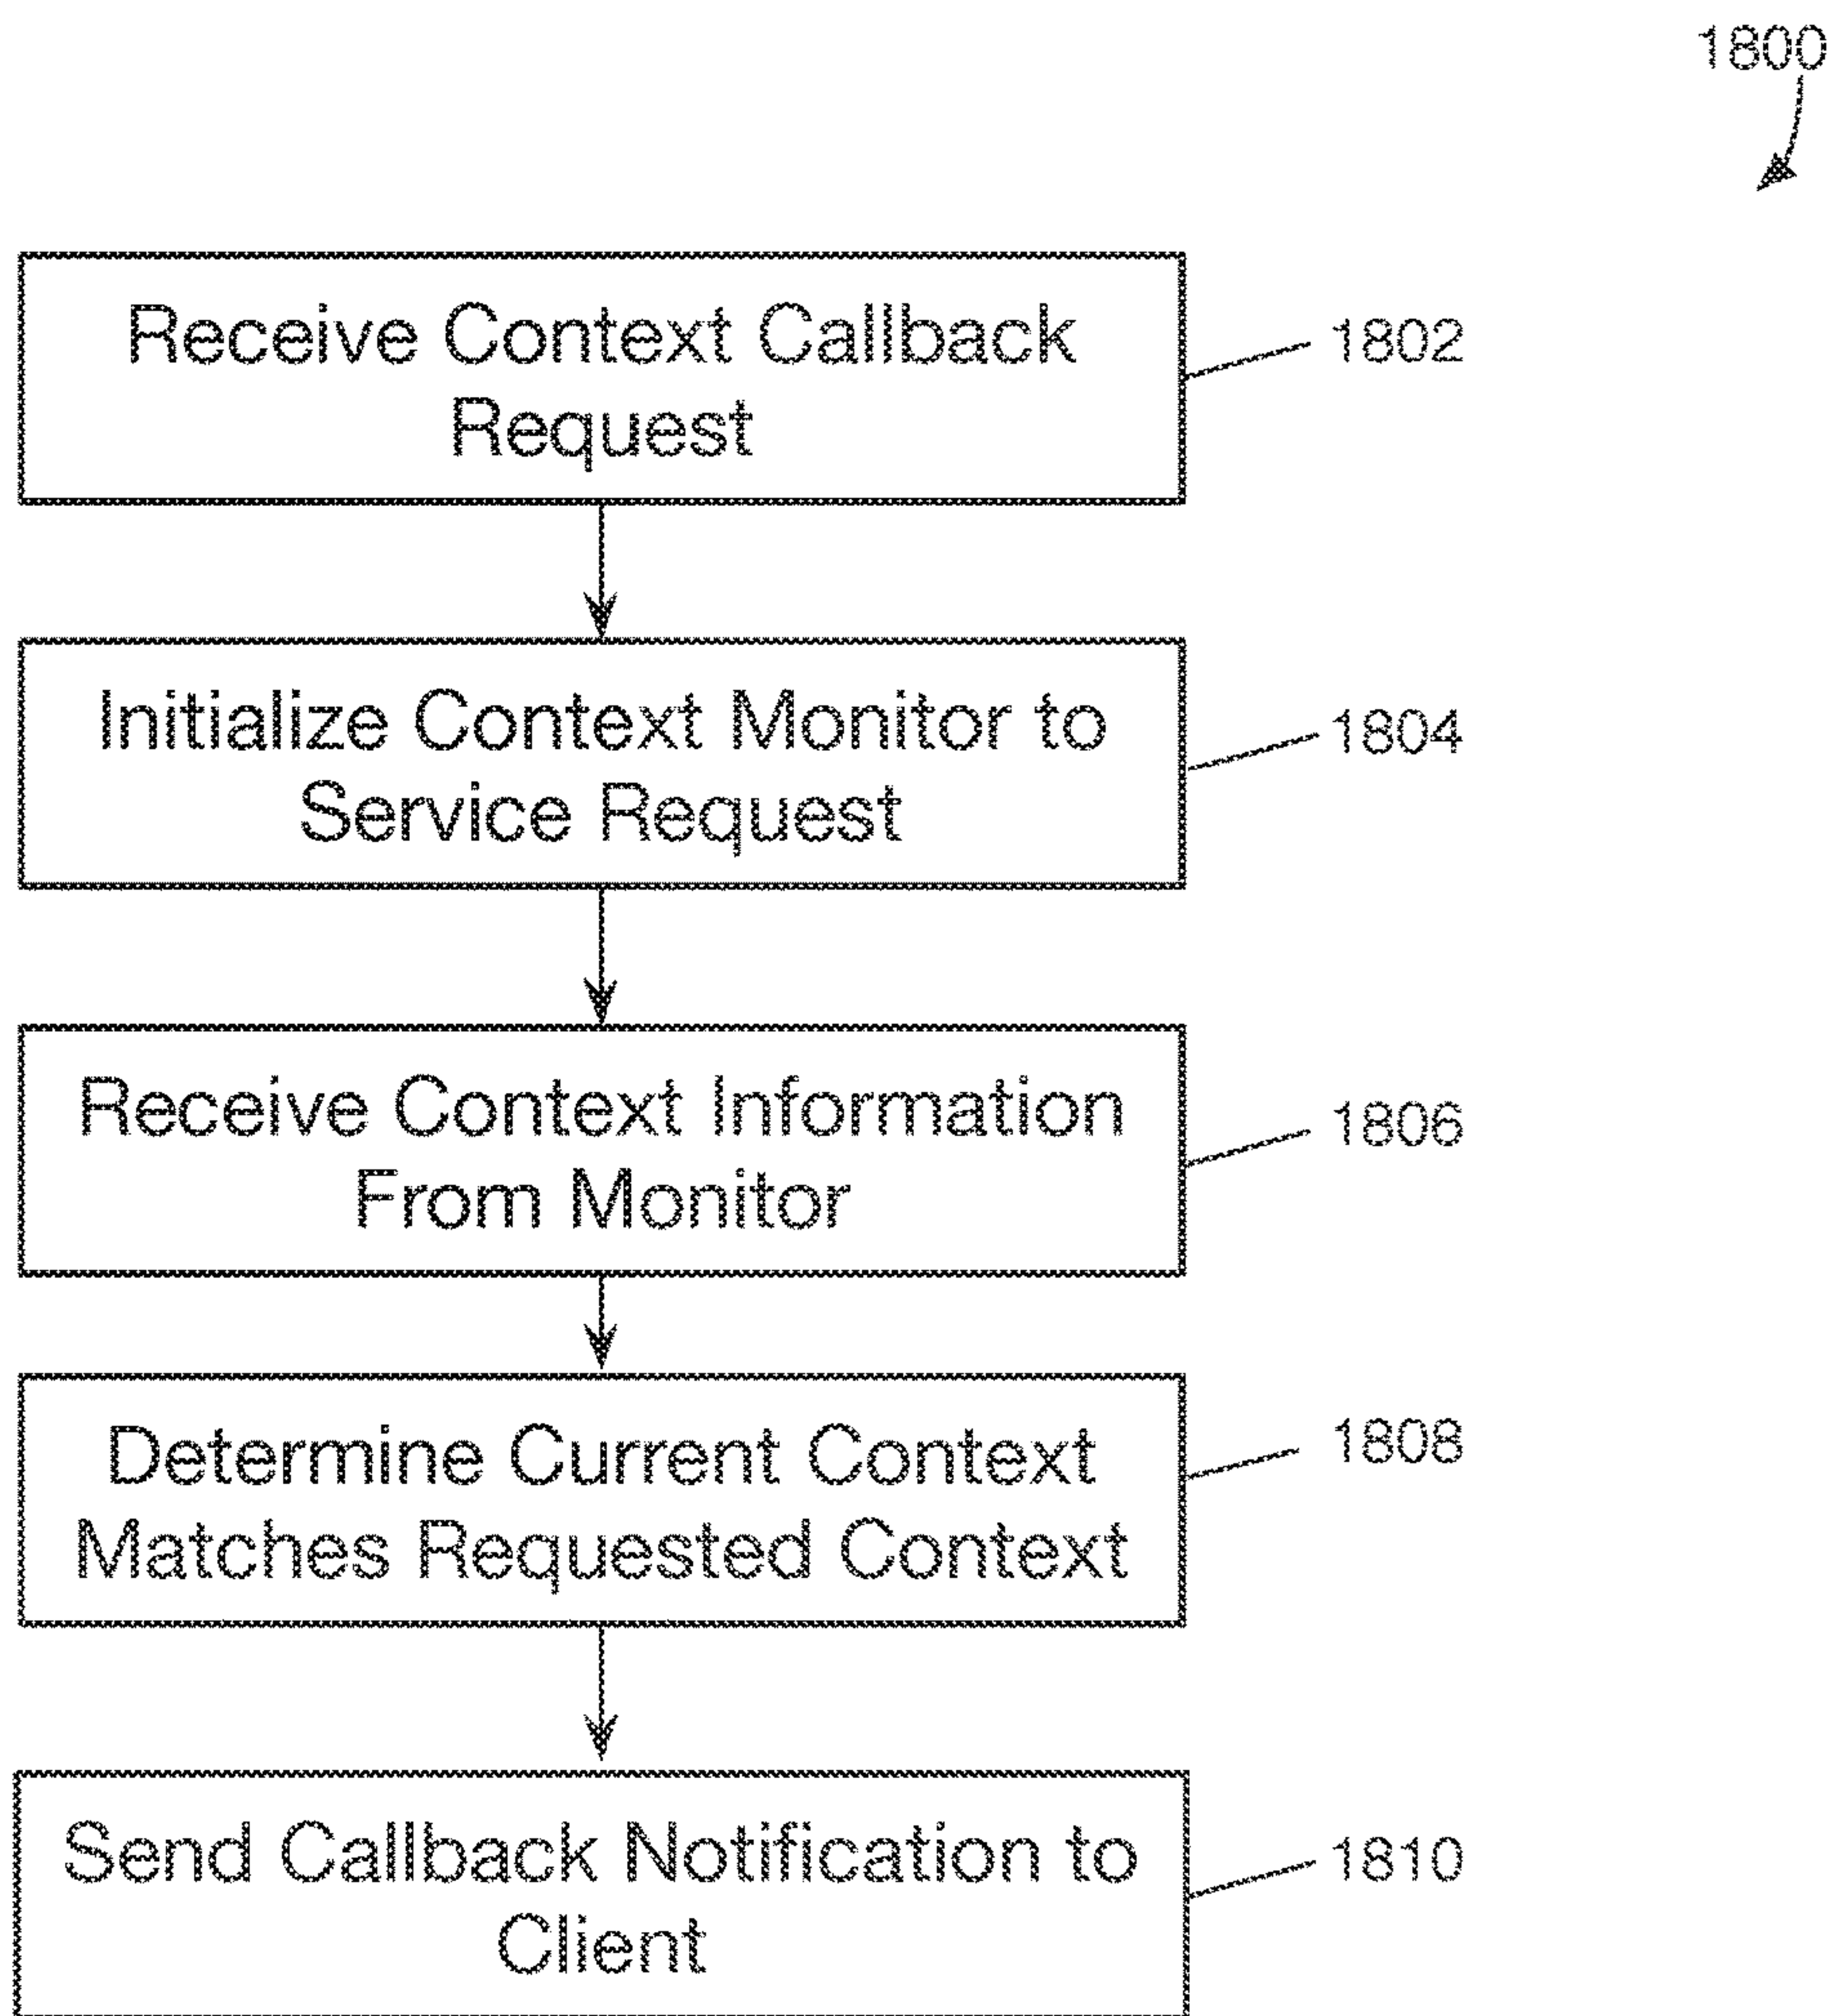 1800
Receive Context Callback
Request
1802
Initialize Context Monitor to
Service Request
1804
Receive Context Information
From Monitor
1806
Determine Current Context
Matches Requested Context
1808
Send Callback Notification to
Client
1810